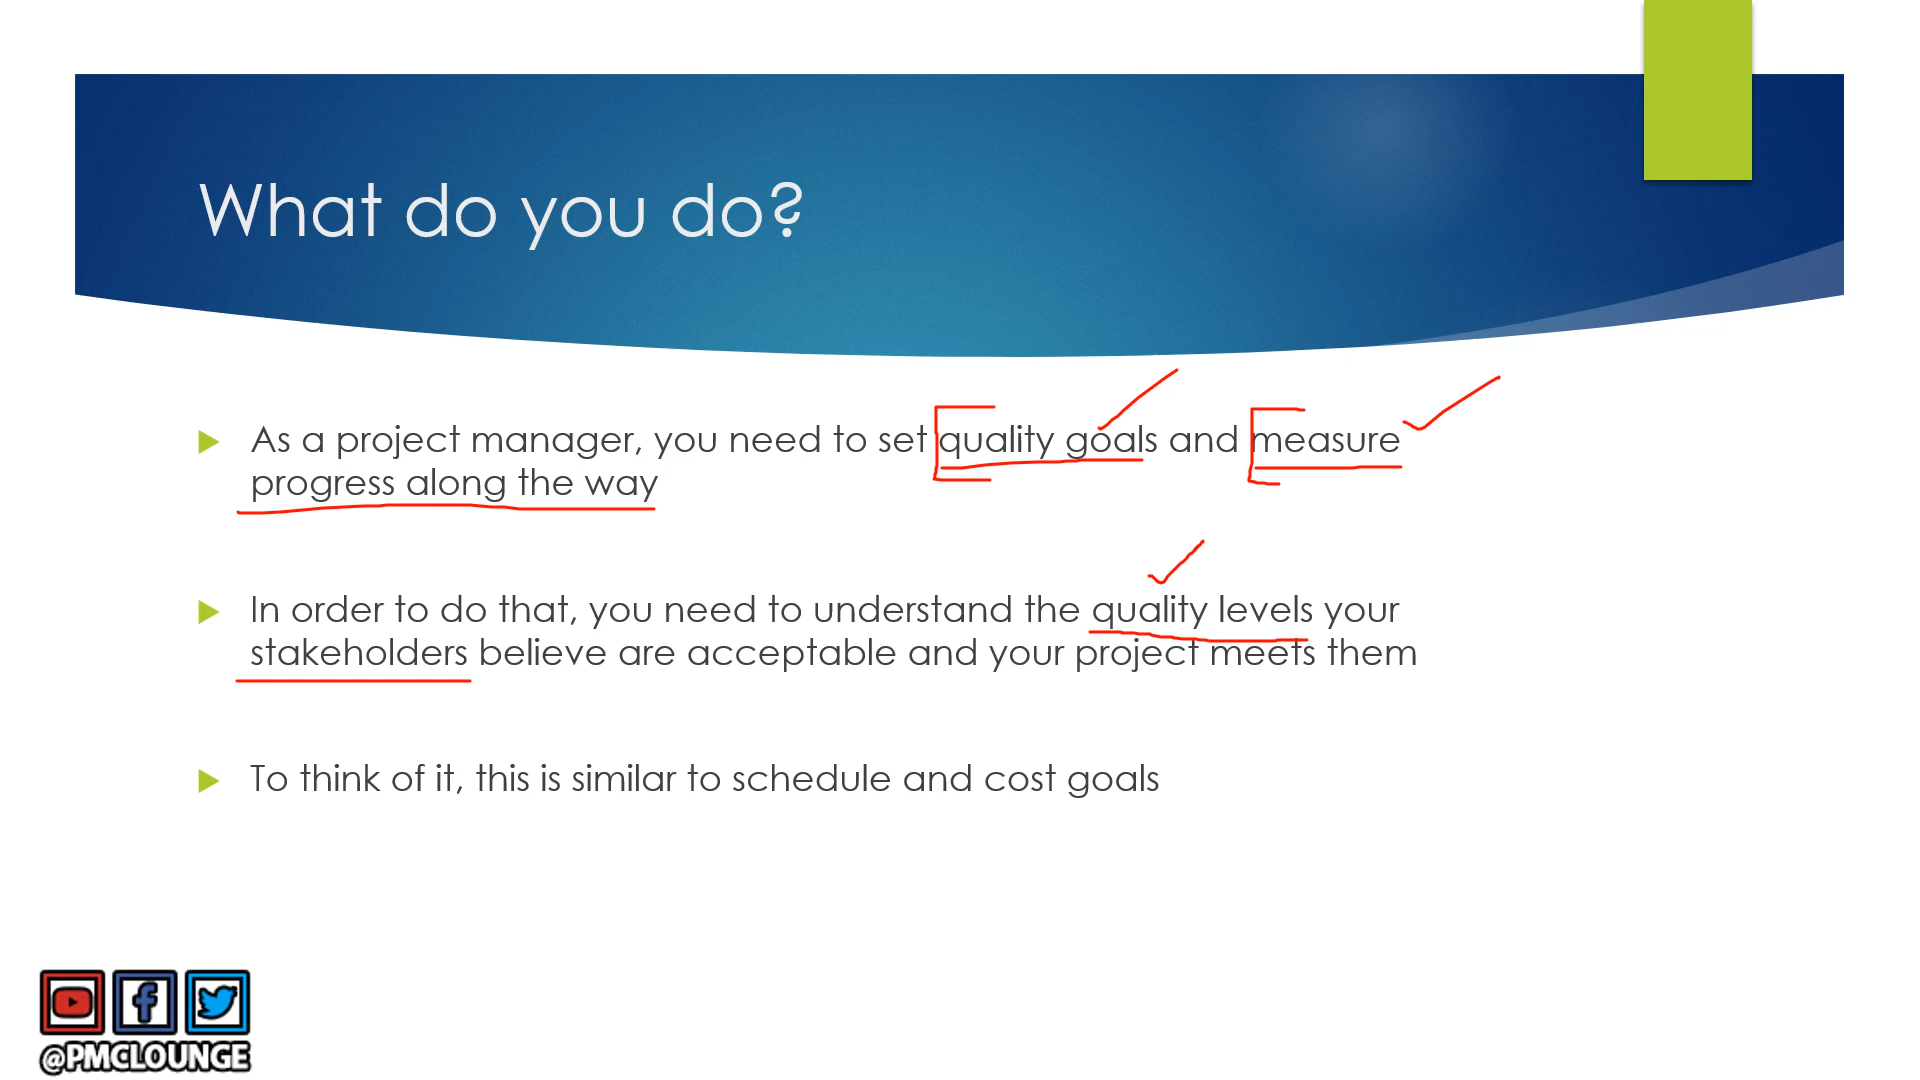 What do you do?
As a project manager, you need to set quality goals and measure
progress along the way
In order to do that, you need to understand the quality levels your
stakeholders believe are acceptable and your project meets them
To think of it, this is similar to schedule and cost goals
@PMCLOUNGE